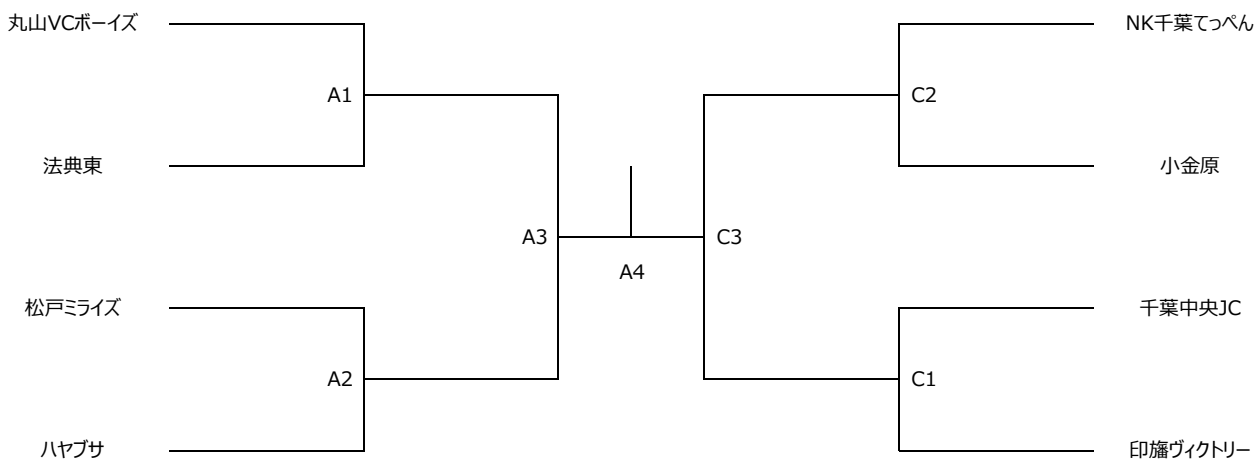 丸山VCボーイズ
NK千葉てっぺん
A1
C2
法典東
小金原
A3
C3
A4
松戸ミライズ
千葉中央JC
A2
C1
ハヤブサ
印旛ヴィクトリー